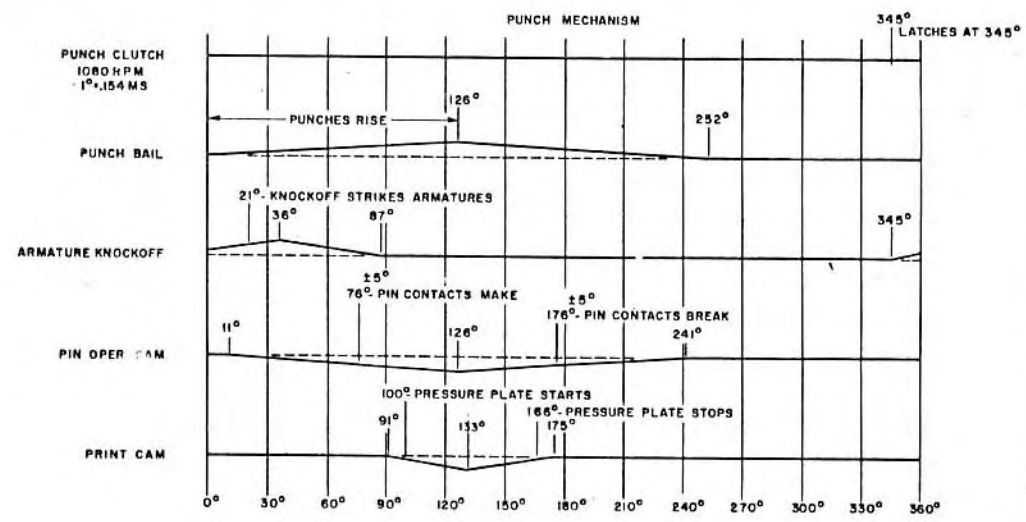 PUNCH MECHANISM
345°
LATCHES AT 345°
PUNCH CLUTCH
1080 RPM
1°=.154 MS
126°
PUNCHES RISE
252°
PUNCH BAIL
21°- KNOCKOFF STRIKES ARMATURES
36°
87°
345°
ARMATURE KNOCKOFF
±5°
76°- PIN CONTACTS MAKE
±5°
176°- PIN CONTACTS BREAK
11°
126°
241°
PIN OPER CAM
100°- PRESSURE PLATE STARTS
166°- PRESSURE PLATE STOPS
91°
133°
175°
PRINT CAM
0° 30° 60° 90° 120° 150° 180° 210° 240° 270° 300° 330° 360°